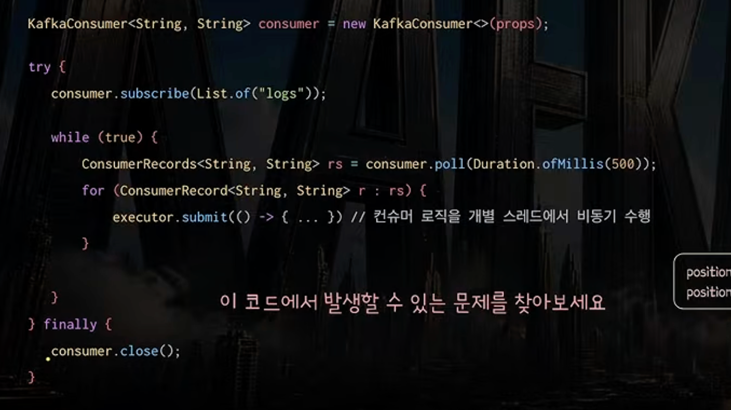 KafkaConsumer<String, String> consumer = new KafkaConsumer<>(props);
try {
consumer.subscribe(List.of("logs"));
while (true) {
ConsumerRecords<String, String> rs = consumer.poll(Duration.ofMillis(500));
for (ConsumerRecord<String, String> r : rs) {
executor.submit(() -> { ... }) // 컨슈머 로직을 개별 스레드에서 비동기 수행
}
position
position
}
이 코드에서 발생할 수 있는 문제를 찾아보세요
} finally {
consumer.close();
}